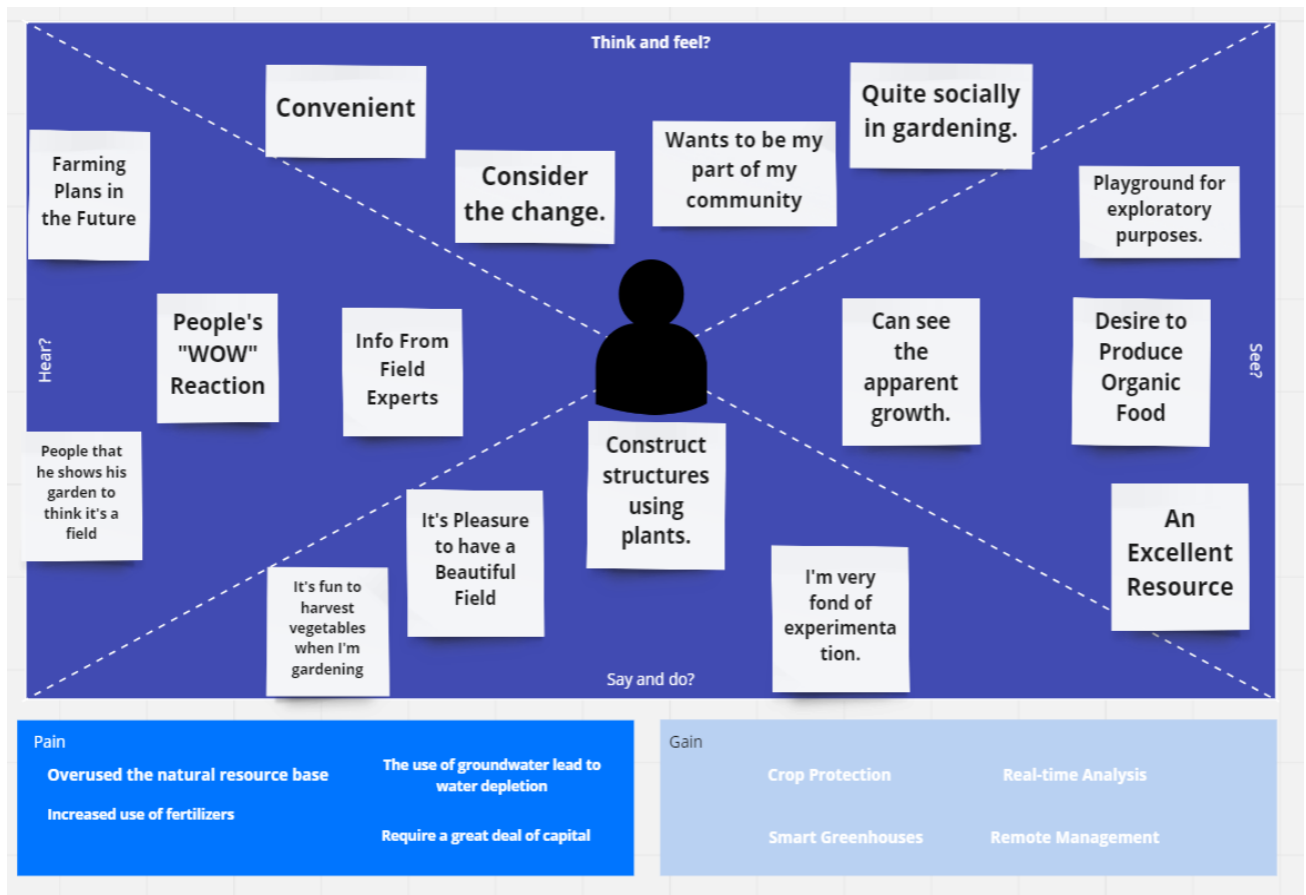 Think and feel?
Convenient
Quite socially
in gardening.
Wants to be my
part of my
community
Consider
the change.
Farming
Plans in
the Future
Playground for
exploratory
purposes.
Hear?
People's
"WOW"
Reaction
Info From
Field
Experts
Can see
the
apparent
growth.
Desire to
Produce
Organic
Food
See?
People that
he shows his
garden to
think it's a
field
Construct
structures
using
plants.
An
Excellent
Resource
It's Pleasure
to have a
Beautiful
Field
It's fun to
harvest
vegetables
when I'm
gardening
I'm very
fond of
experimenta
tion.
Say and do?
Pain
Overused the natural resource base
The use of groundwater lead to
water depletion
Increased use of fertilizers
Require a great deal of capital
Gain
Crop Protection
Real-time Analysis
Smart Greenhouses
Remote Management